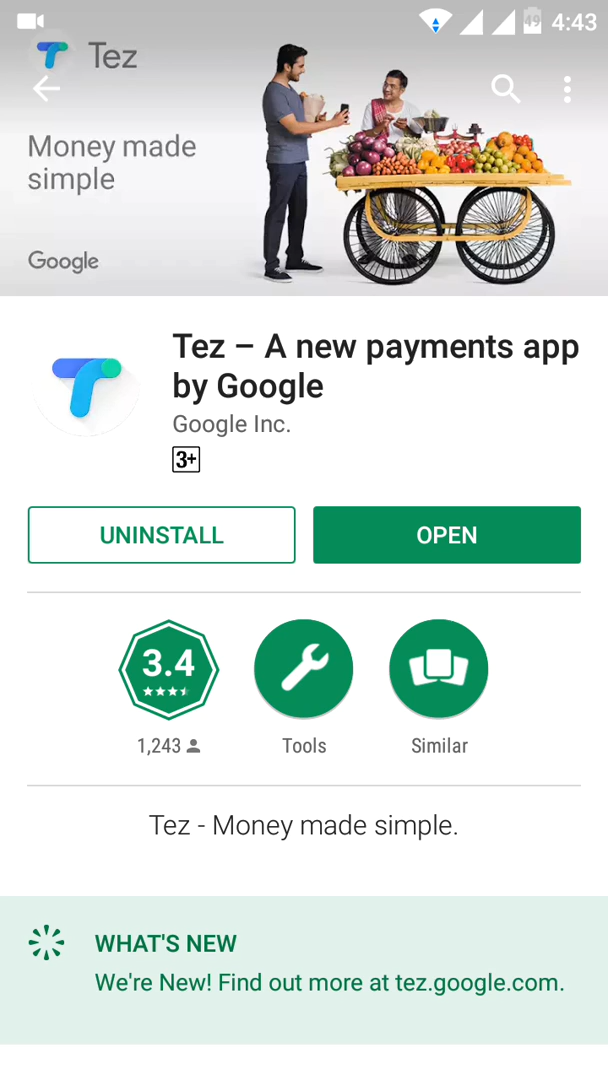 49 4:43
Tez
Money made
simple
Google
Tez – A new payments app
by Google
Google Inc.
3+
UNINSTALL
OPEN
3.4
1,243
Tools
Similar
Tez - Money made simple.
WHAT'S NEW
We're New! Find out more at tez.google.com.